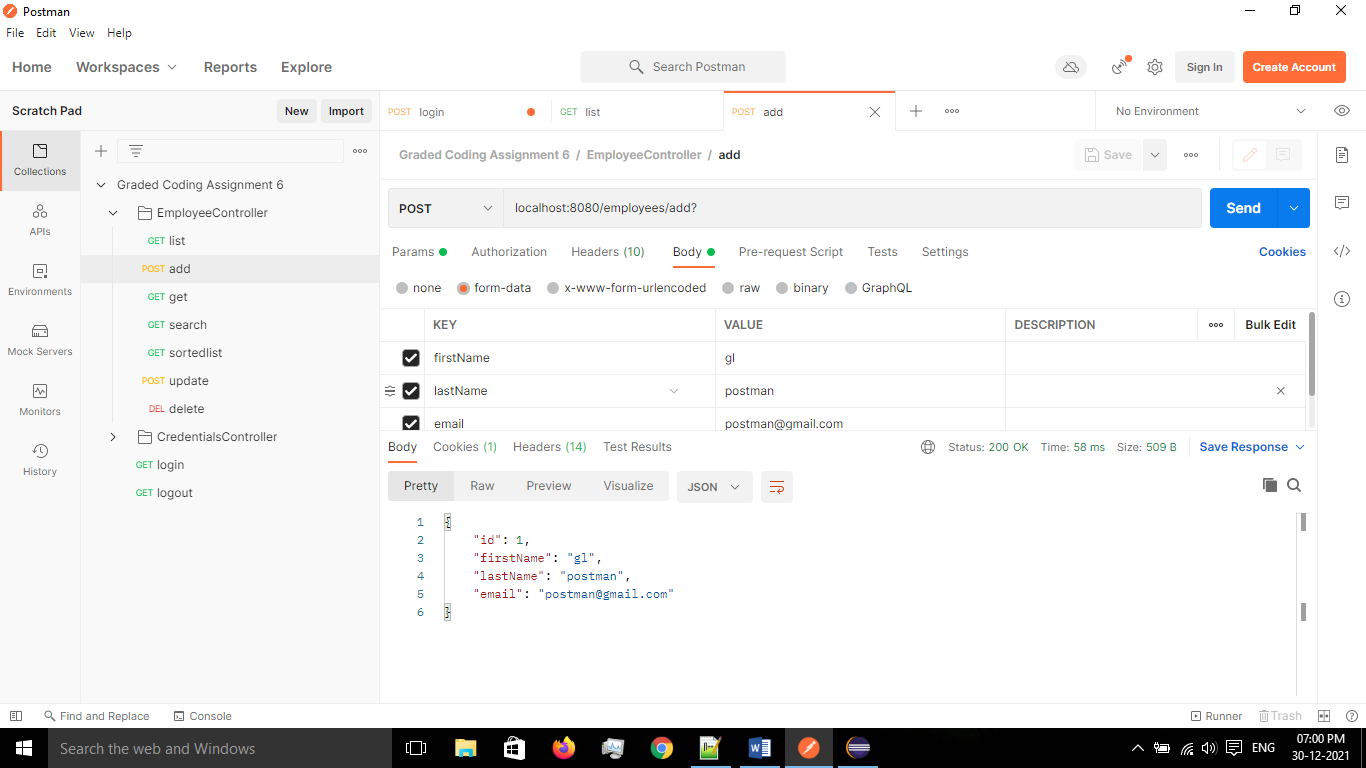 Postman
File Edit View Help
Home Workspaces Reports Explore Search Postman Sign In Create Account
Scratch Pad New Import
POST login GET list POST add No Environment
Collections
APIs
Environments
Mock Servers
Monitors
History
Graded Coding Assignment 6
EmployeeController
GET list
POST add
GET get
GET search
GET sortedlist
POST update
DEL delete
CredentialsController
GET login
GET logout
Graded Coding Assignment 6 / EmployeeController / add Save
POST localhost:8080/employees/add? Send
Params Authorization Headers (10) Body Pre-request Script Tests Settings Cookies
none form-data x-www-form-urlencoded raw binary GraphQL
KEY VALUE DESCRIPTION Bulk Edit
firstName gl
lastName postman
email postman@gmail.com
Body Cookies (1) Headers (14) Test Results Status: 200 OK Time: 58 ms Size: 509 B Save Response
Pretty Raw Preview Visualize JSON
1 {
2 "id": 1,
3 "firstName": "gl",
4 "lastName": "postman",
5 "email": "postman@gmail.com"
6 }
Find and Replace Console Runner Trash
Search the web and Windows ENG 07:00 PM
30-12-2021